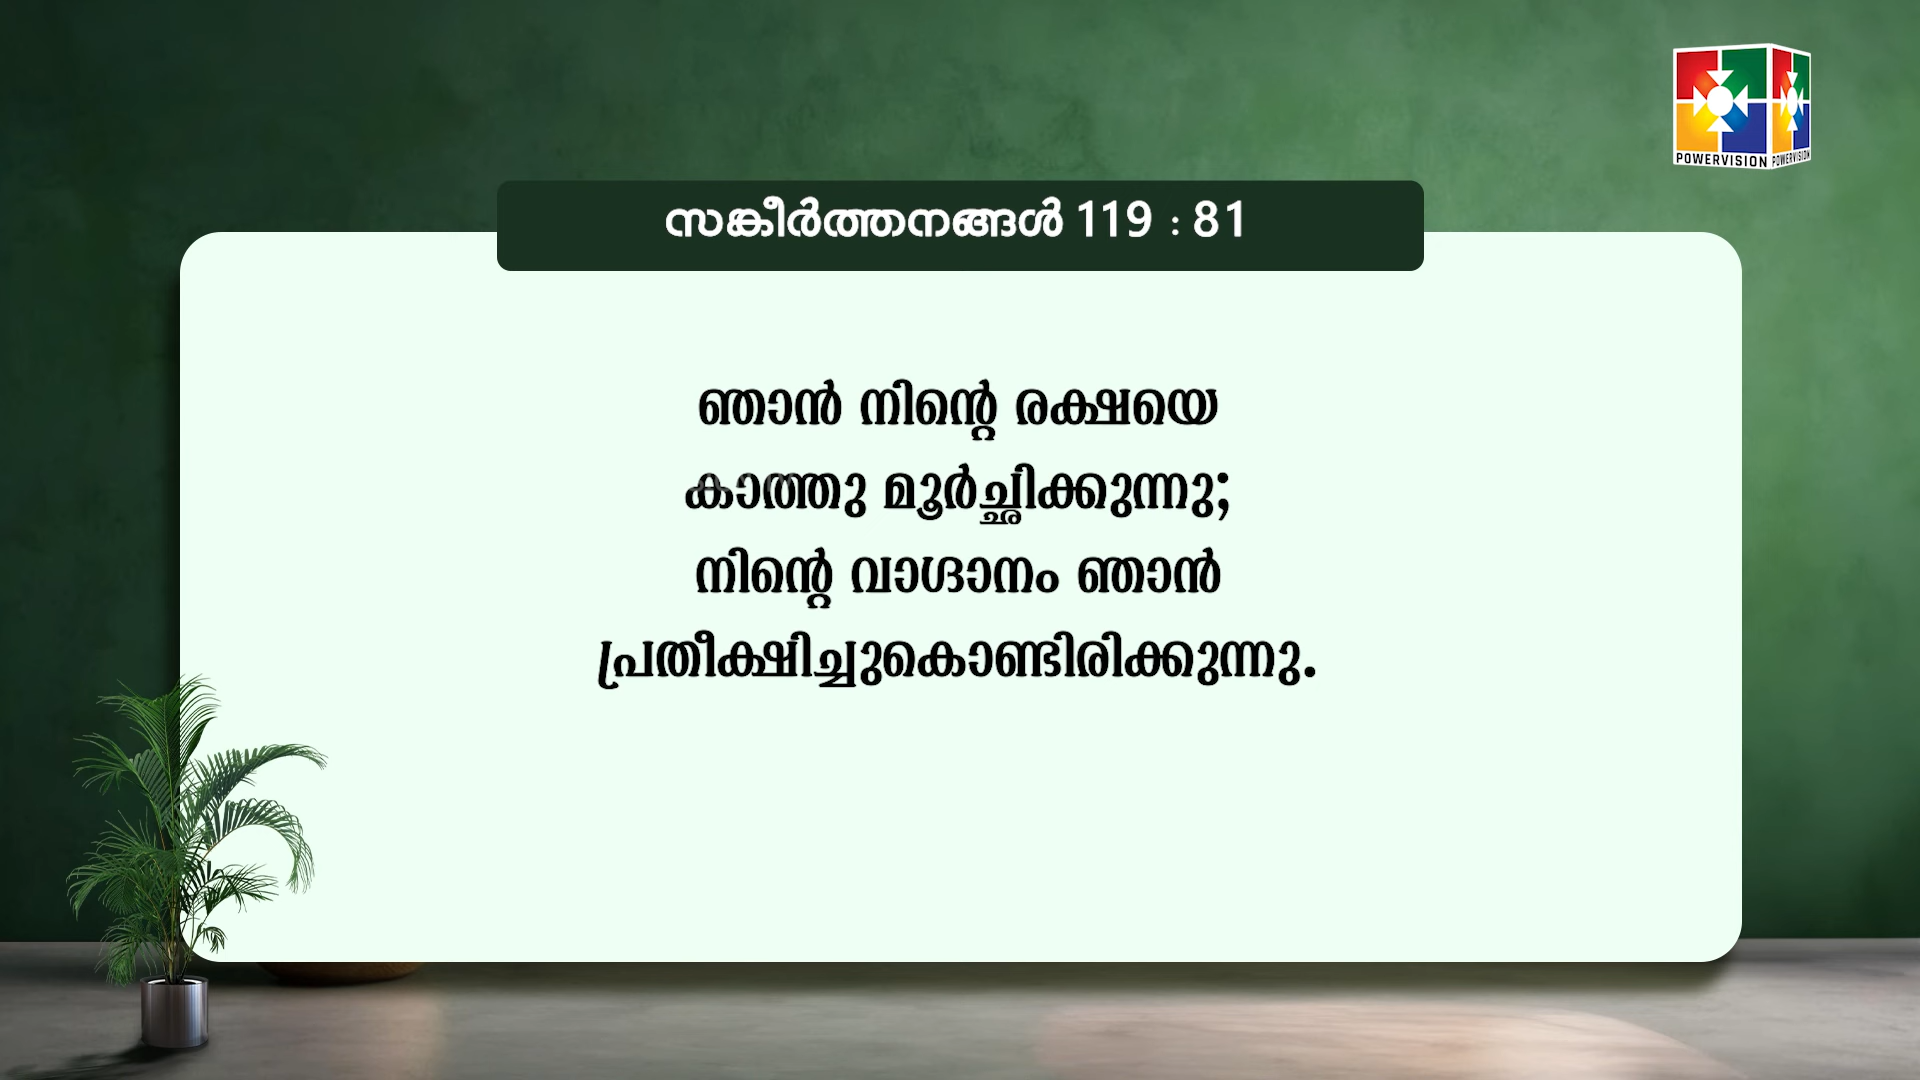 POWERVISION POWERVISION
സങ്കീർത്തനങ്ങൾ 119 : 81
ഞാൻ നിന്റെ രക്ഷയെ
കാത്തു മൂർച്ഛിക്കുന്നു;
നിന്റെ വാഗ്ദാനം ഞാൻ
പ്രതീക്ഷിച്ചുകൊണ്ടിരിക്കുന്നു.